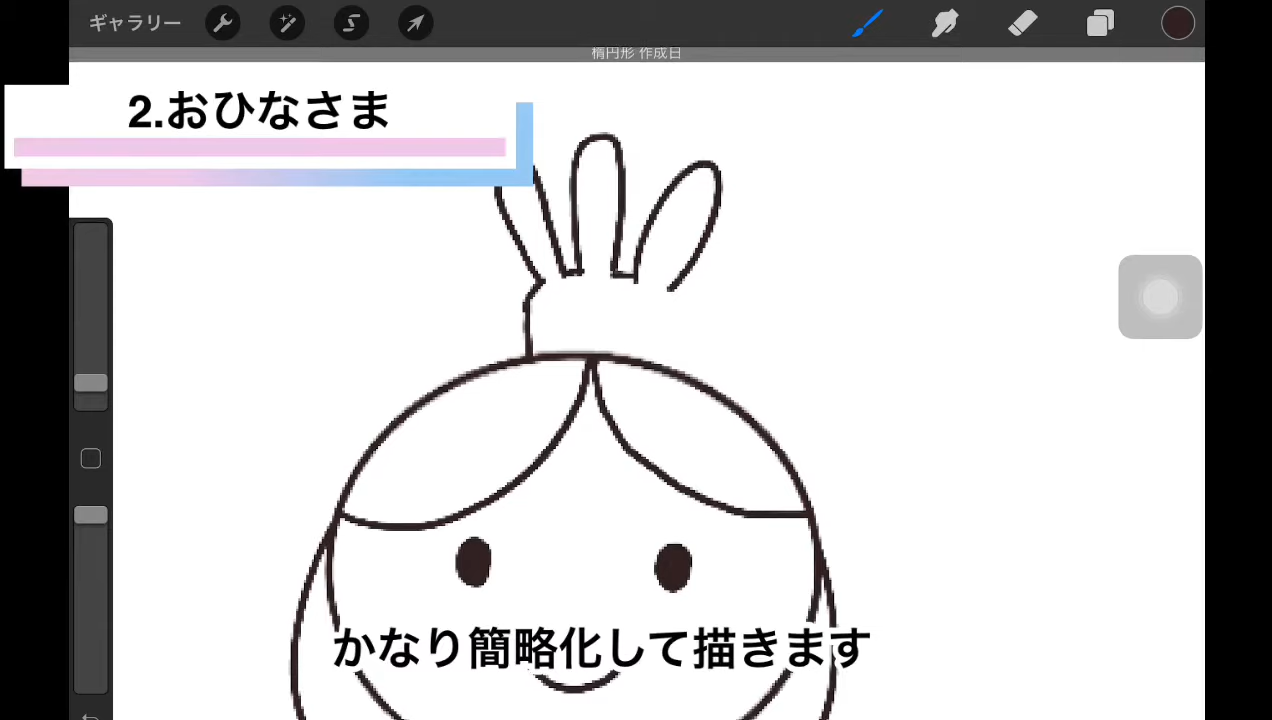 ギャラリー
楕円形 作成日
2.おひなさま
かなり簡略化して描きます